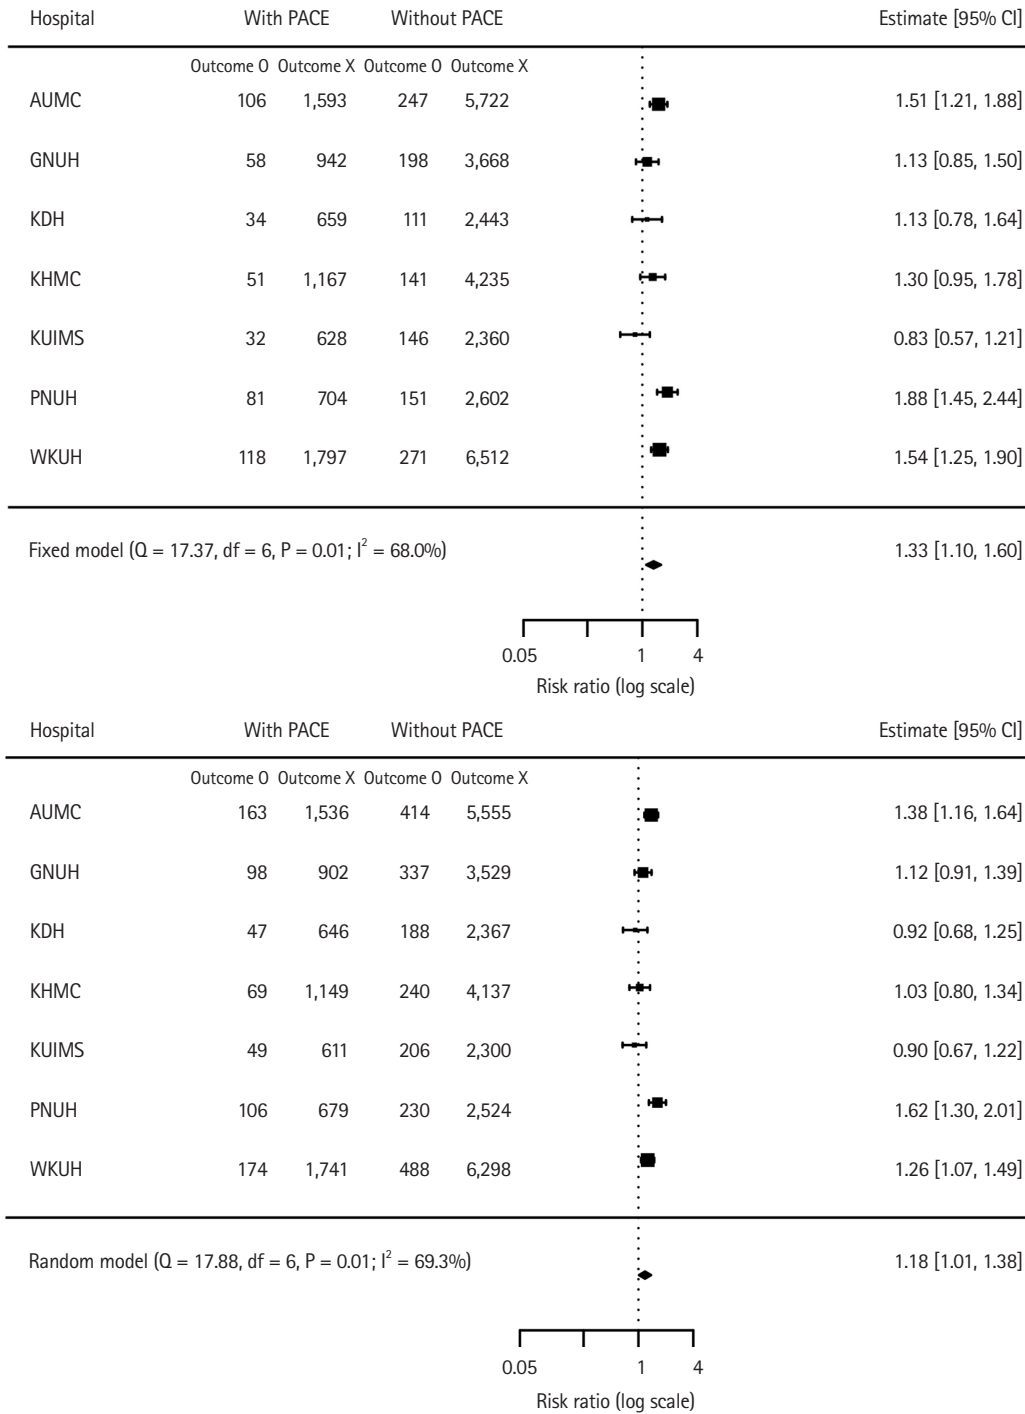 Hospital With PACE Without PACE Estimate [95% CI]
Outcome O Outcome X Outcome O Outcome X
AUMC 106 1,593 247 5,722 1.51 [1.21, 1.88]
GNUH 58 942 198 3,668 1.13 [0.85, 1.50]
KDH 34 659 111 2,443 1.13 [0.78, 1.64]
KHMC 51 1,167 141 4,235 1.30 [0.95, 1.78]
KUIMS 32 628 146 2,360 0.83 [0.57, 1.21]
PNUH 81 704 151 2,602 1.88 [1.45, 2.44]
WKUH 118 1,797 271 6,512 1.54 [1.25, 1.90]
Fixed model (Q = 17.37, df = 6, P = 0.01; I² = 68.0%) 1.33 [1.10, 1.60]
0.05 1 4
Risk ratio (log scale)
Hospital With PACE Without PACE Estimate [95% CI]
Outcome O Outcome X Outcome O Outcome X
AUMC 163 1,536 414 5,555 1.38 [1.16, 1.64]
GNUH 98 902 337 3,529 1.12 [0.91, 1.39]
KDH 47 646 188 2,367 0.92 [0.68, 1.25]
KHMC 69 1,149 240 4,137 1.03 [0.80, 1.34]
KUIMS 49 611 206 2,300 0.90 [0.67, 1.22]
PNUH 106 679 230 2,524 1.62 [1.30, 2.01]
WKUH 174 1,741 488 6,298 1.26 [1.07, 1.49]
Random model (Q = 17.88, df = 6, P = 0.01; I² = 69.3%) 1.18 [1.01, 1.38]
0.05 1 4
Risk ratio (log scale)